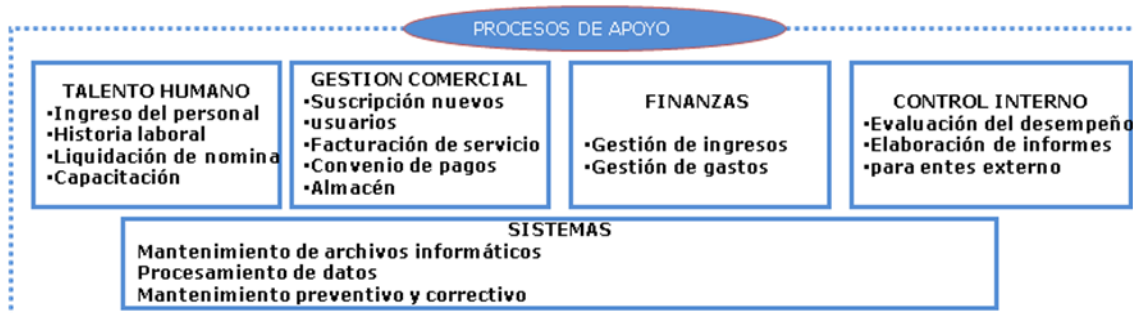 PROCESOS DE APOYO
TALENTO HUMANO
•Ingreso del personal
•Historia laboral
•Liquidación de nomina
•Capacitación
GESTION COMERCIAL
•Suscripción nuevos
•usuarios
•Facturación de servicio
•Convenio de pagos
•Almacén
FINANZAS
•Gestión de ingresos
•Gestión de gastos
CONTROL INTERNO
•Evaluación del desempeño
•Elaboración de informes
•para entes externo
SISTEMAS
Mantenimiento de archivos informáticos
Procesamiento de datos
Mantenimiento preventivo y correctivo